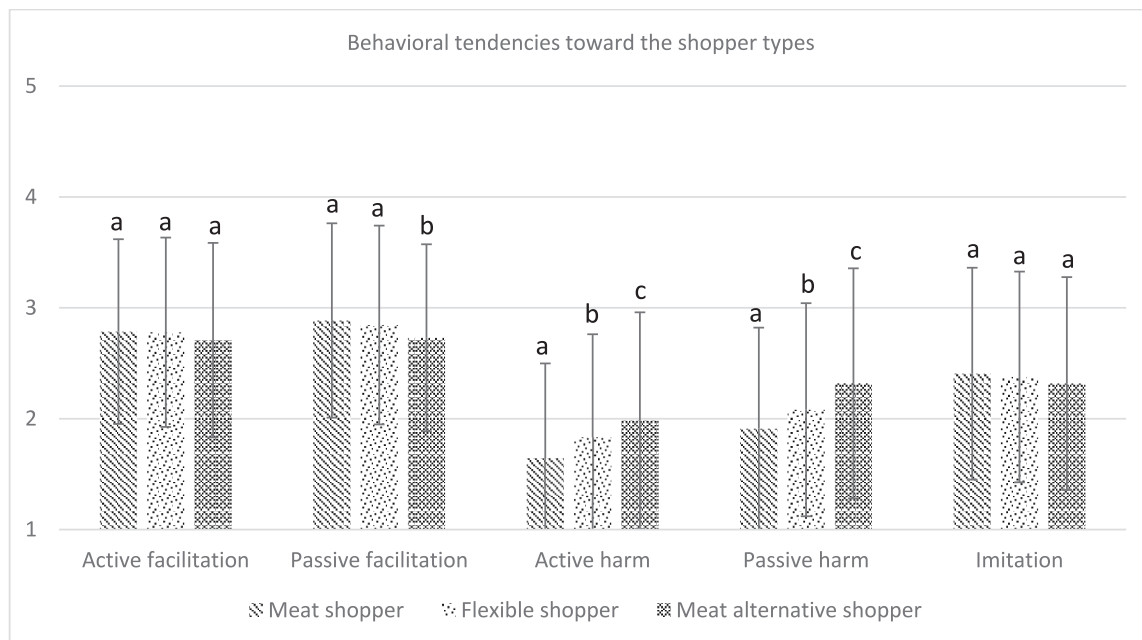 Behavioral tendencies toward the shopper types
5
4
3
2
1
a a a
a a b
a b c
a b c
a a a
Active facilitation
Passive facilitation
Active harm
Passive harm
Imitation
Meat shopper
Flexible shopper
Meat alternative shopper